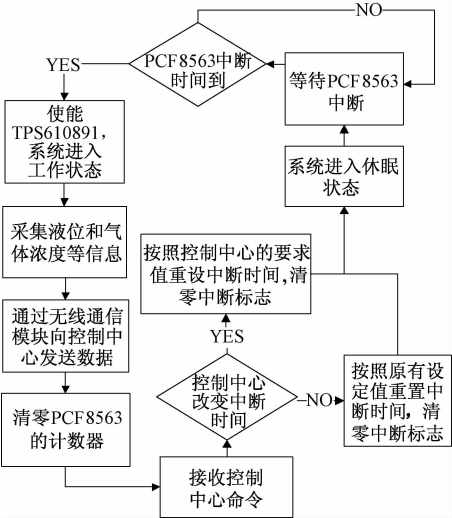 NO
PCF8563中断
时间到
YES
等待PCF8563
中断
使能
TPS610891，
系统进入
工作状态
系统进入休眠
状态
采集液位和气
体浓度等信息
按照控制中心的要求
值重设中断时间,清
零中断标志
通过无线通信
模块向控制中
心发送数据
YES
控制中心
改变中断
时间
NO
按照原有设
定值重置中
断时间，清
零中断标志
清零PCF8563
的计数器
接收控制
中心命令